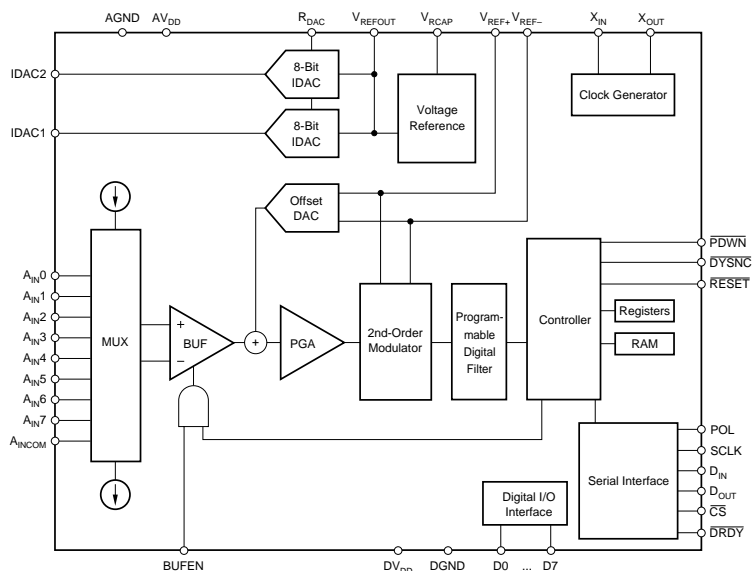 AGND AVDD RDAC VREFOUT VRCAP VREF+ VREF– XIN XOUT
IDAC2
8-Bit
IDAC
Voltage
Reference
Clock Generator
IDAC1
8-Bit
IDAC
Offset
DAC
AIN0
AIN1
AIN2
AIN3
AIN4
AIN5
AIN6
AIN7
AINCOM
MUX
+
–
BUF
+
PGA
2nd-Order
Modulator
Program-
mable
Digital
Filter
Controller
PDWN
DYSNC
RESET
Registers
RAM
Serial Interface
POL
SCLK
DIN
DOUT
CS
DRDY
Digital I/O
Interface
BUFEN DVDD DGND D0 ... D7